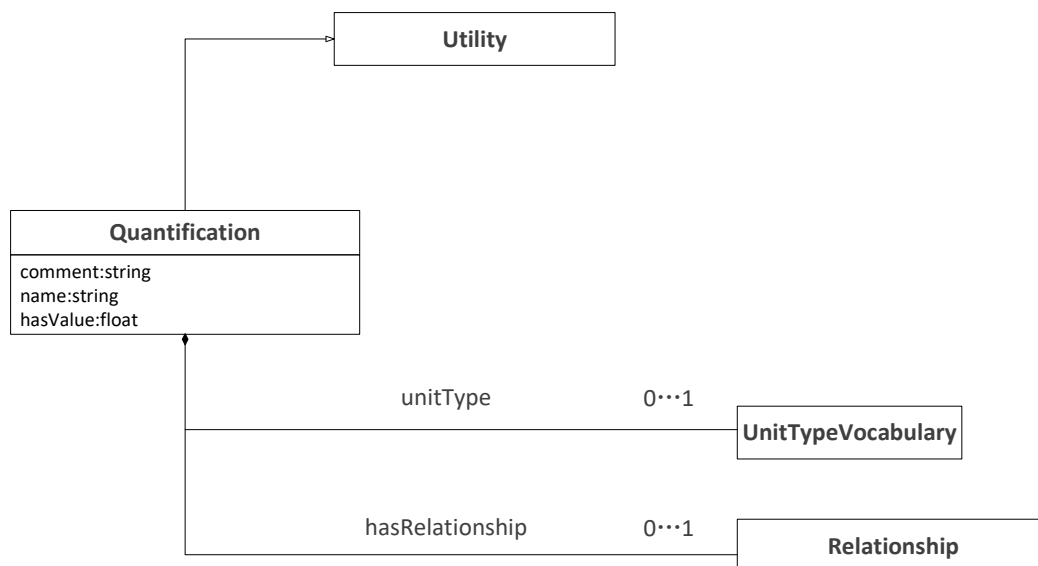 Utility
Quantification
comment:string
name:string
hasValue:float
unitType 0⋯1
UnitTypeVocabulary
hasRelationship 0⋯1
Relationship